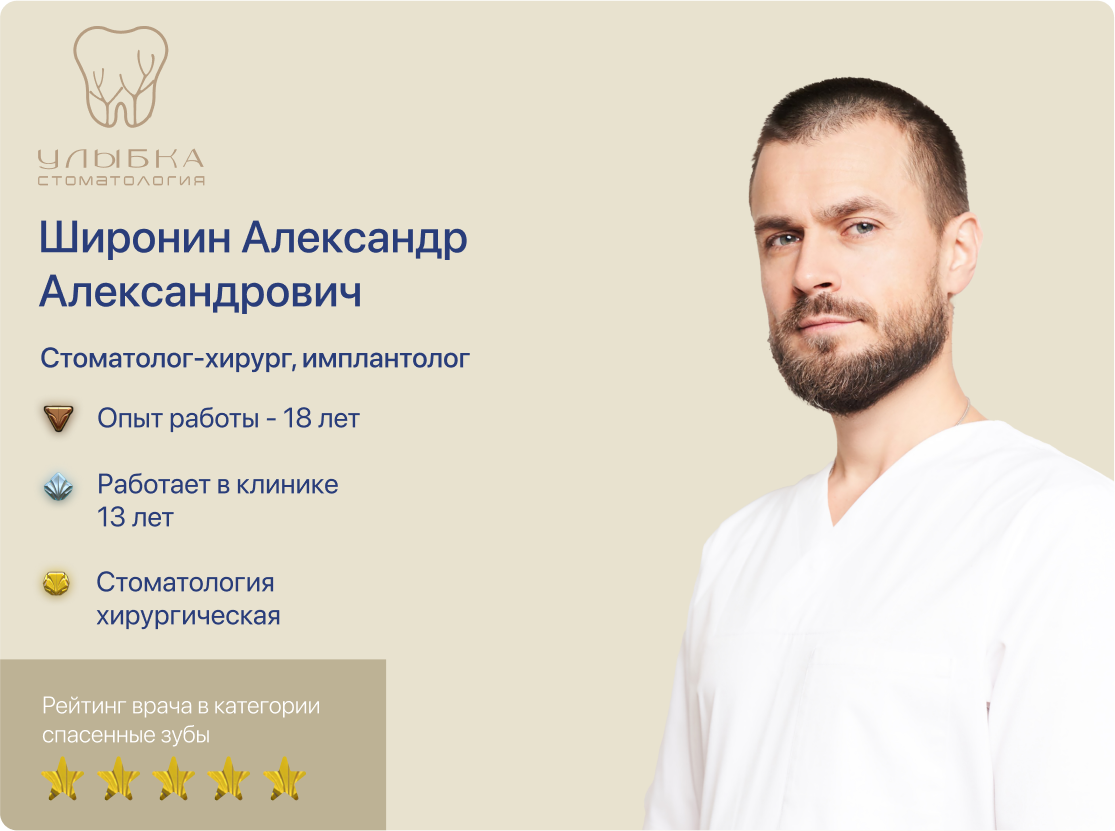 УЛЫБКА
СТОМАТОЛОГИЯ
Широнин Александр
Александрович
Стоматолог-хирург, имплантолог
Опыт работы - 18 лет
Работает в клинике
13 лет
Стоматология
хирургическая
Рейтинг врача в категории
спасенные зубы